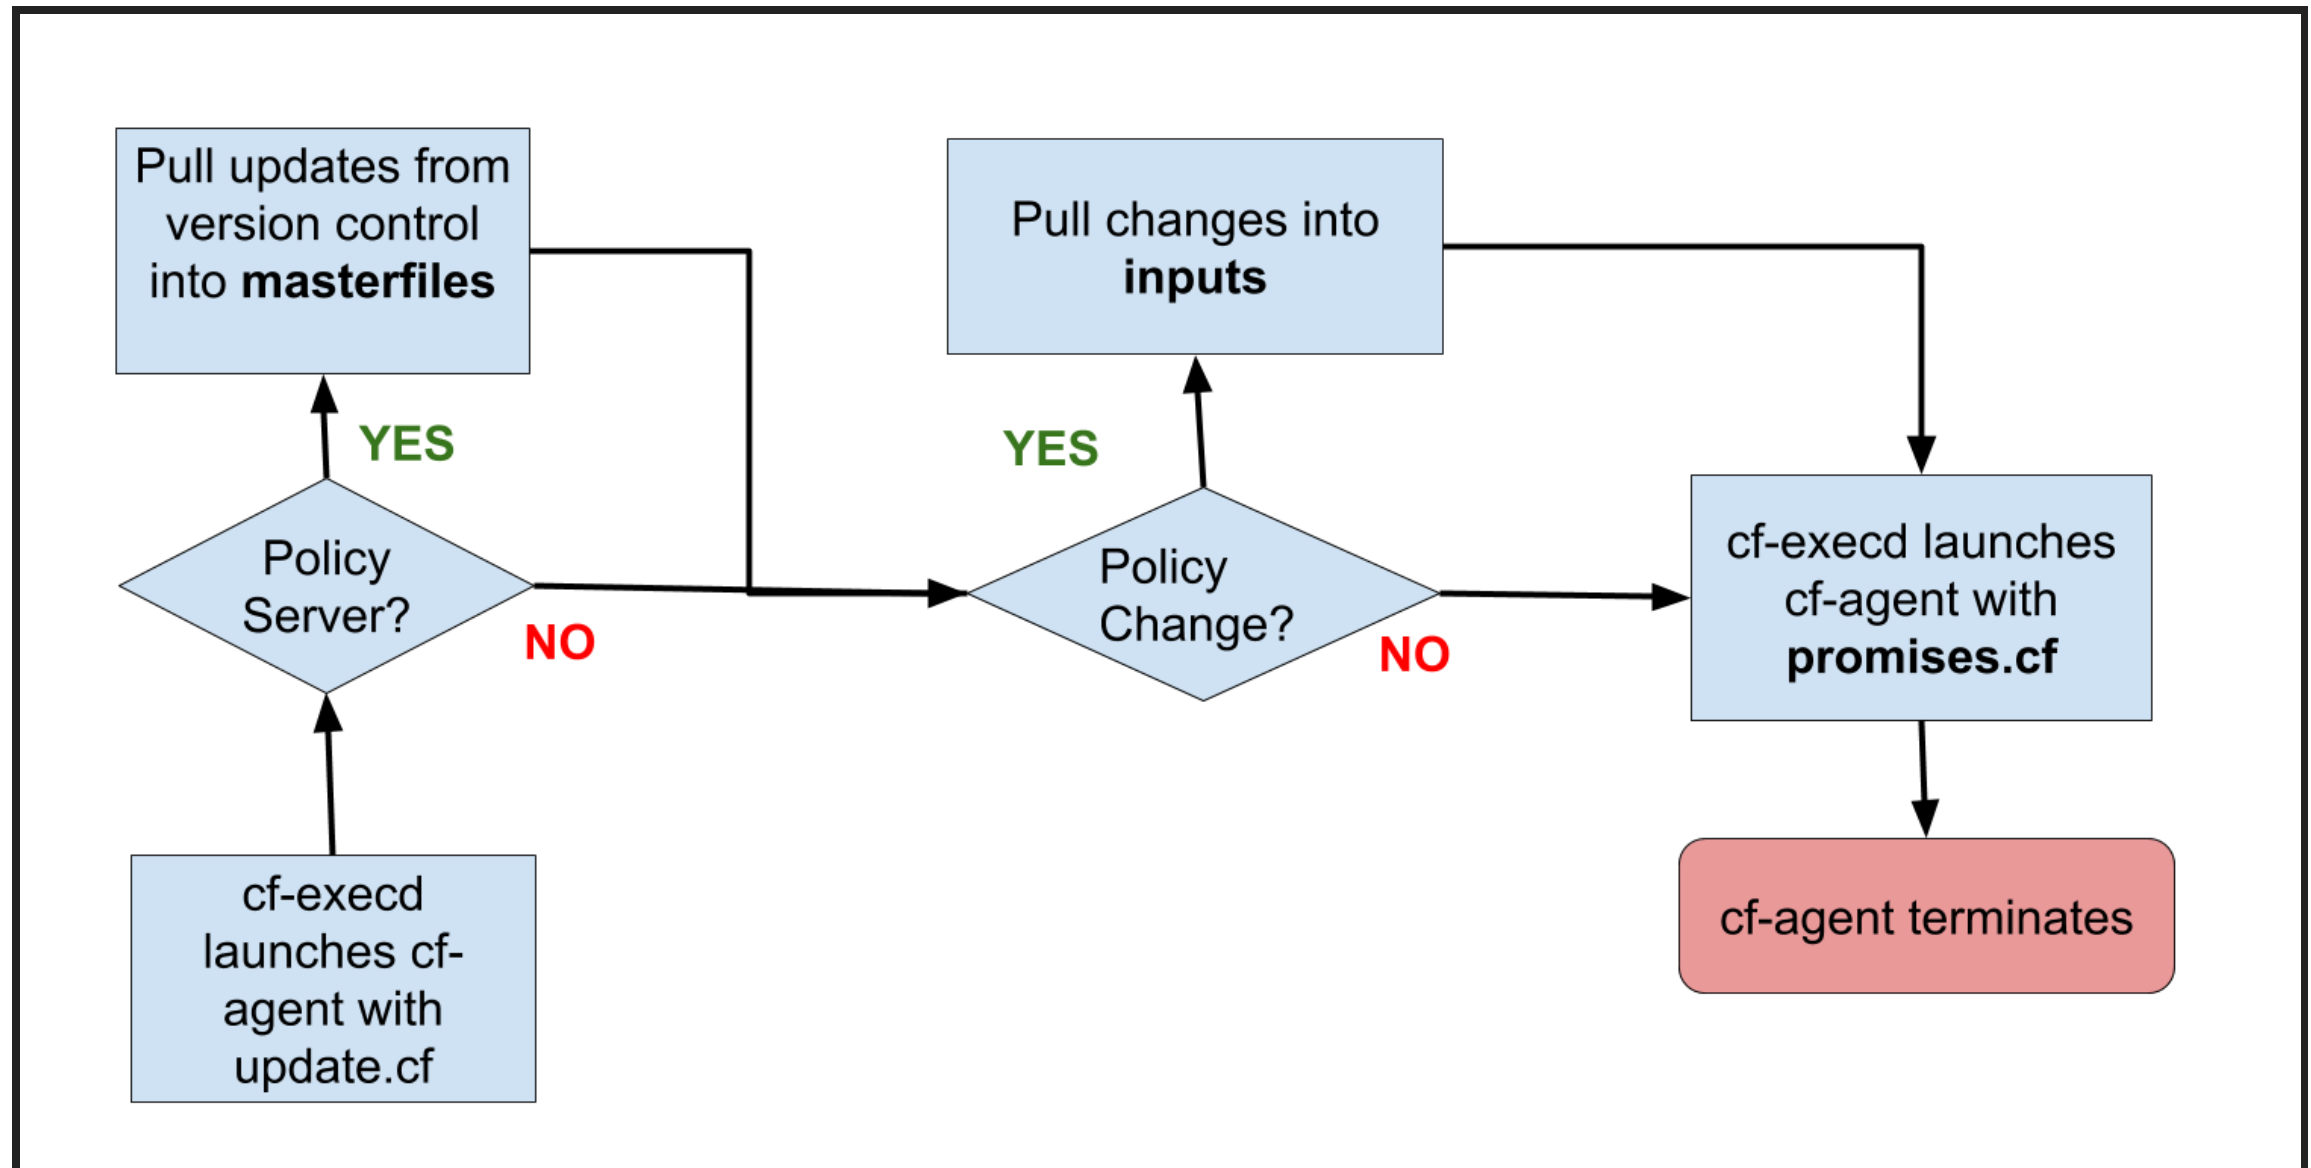 Pull updates from
version control
into masterfiles
Pull changes into
inputs
YES
YES
Policy
Server?
NO
Policy
Change?
NO
cf-execd launches
cf-agent with
promises.cf
cf-execd
launches cf-
agent with
update.cf
cf-agent terminates